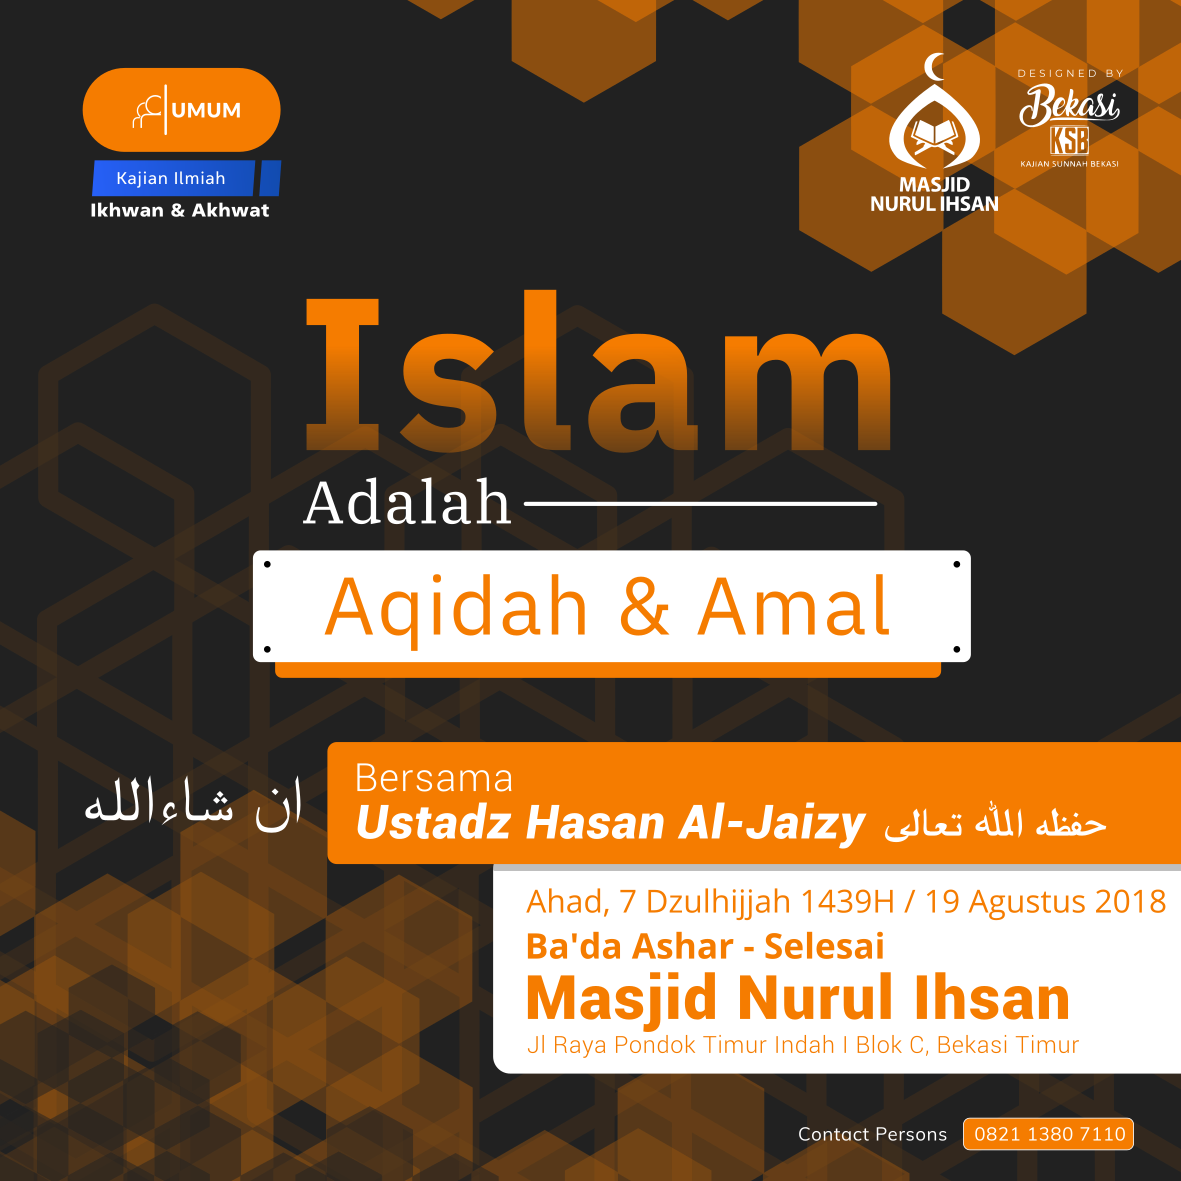 UMUM
Kajian Ilmiah
Ikhwan & Akhwat
MASJID
NURUL IHSAN
DESIGNED BY
Bekasi
KSB
KAJIAN SUNNAH BEKASI
Islam
Adalah
Aqidah & Amal
ان شاءالله
Bersama
Ustadz Hasan Al-Jaizy حفظه الله تعالى
Ahad, 7 Dzulhijjah 1439H / 19 Agustus 2018
Ba'da Ashar - Selesai
Masjid Nurul Ihsan
Jl Raya Pondok Timur Indah I Blok C, Bekasi Timur
Contact Persons 0821 1380 7110